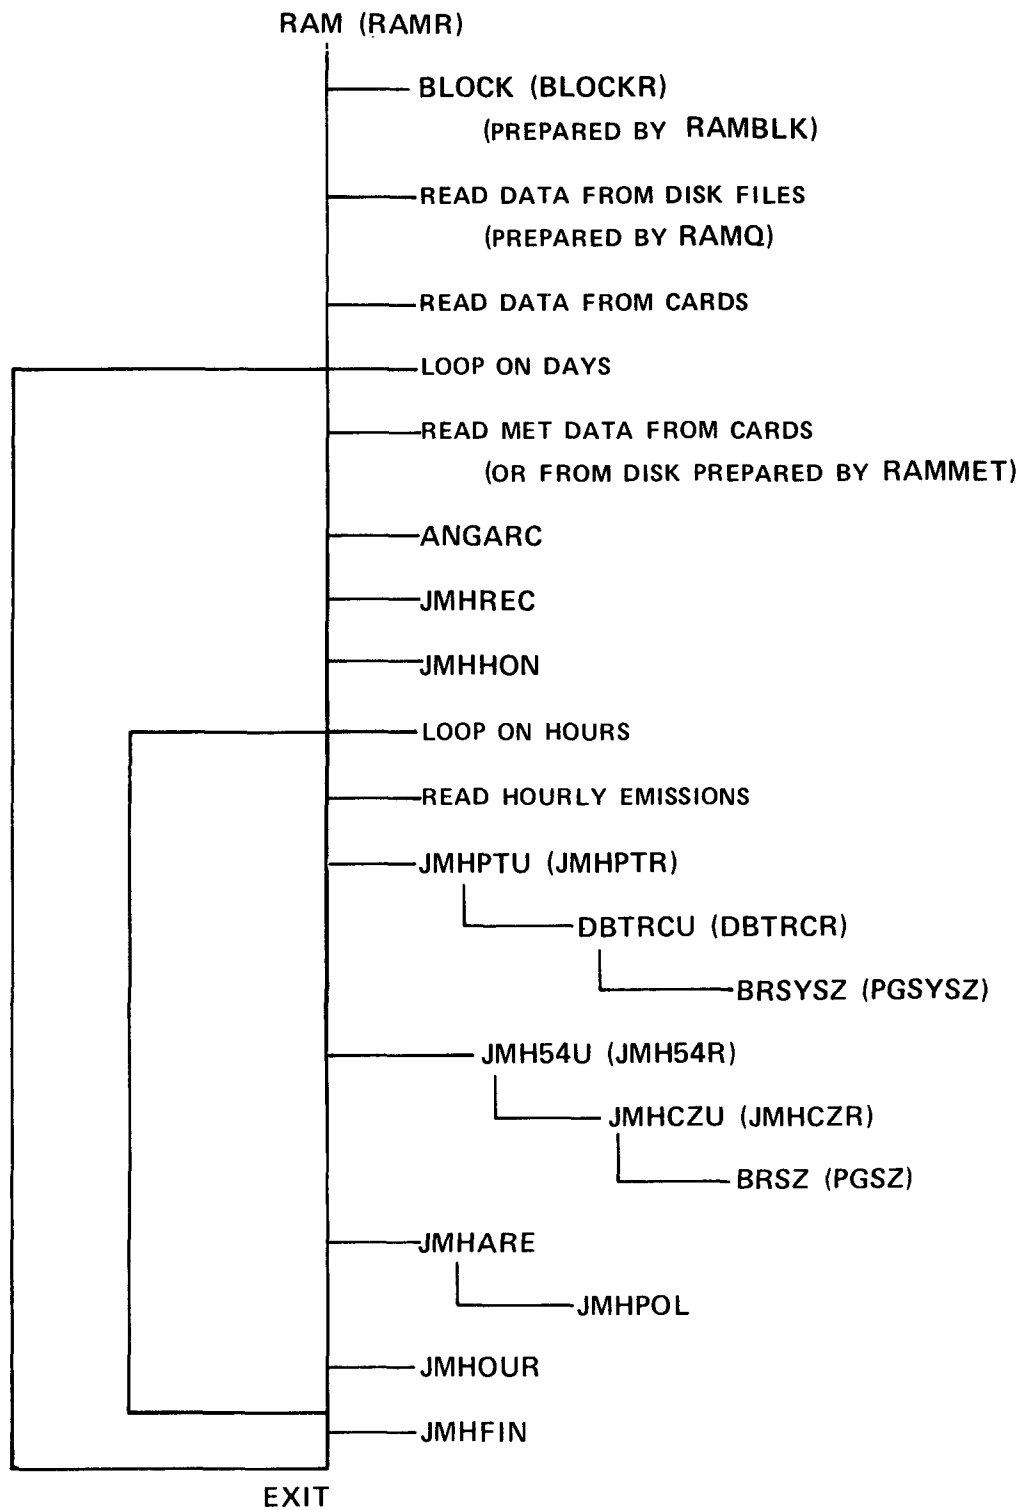 RAM (RAMR)
BLOCK (BLOCKR)
(PREPARED BY RAMBLK)
READ DATA FROM DISK FILES
(PREPARED BY RAMQ)
READ DATA FROM CARDS
LOOP ON DAYS
READ MET DATA FROM CARDS
(OR FROM DISK PREPARED BY RAMMET)
ANGARC
JMHREC
JMHHON
LOOP ON HOURS
READ HOURLY EMISSIONS
JMHPTU (JMHPTR)
DBTRCU (DBTRCR)
BRSYSZ (PGSYSZ)
JMH54U (JMH54R)
JMHCZU (JMHCZR)
BRSZ (PGSZ)
JMHARE
JMHPOL
JMHOUR
JMHFIN
EXIT